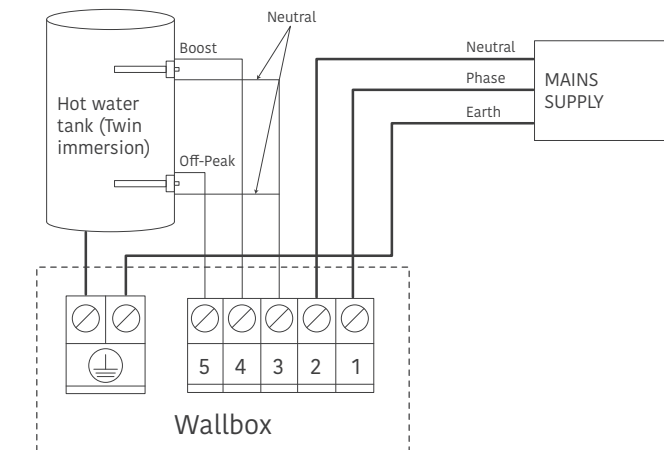 Neutral
Boost
Hot water
tank (Twin
immersion)
Off-Peak
Neutral
Phase
Earth
MAINS
SUPPLY
5 4 3 2 1
Wallbox